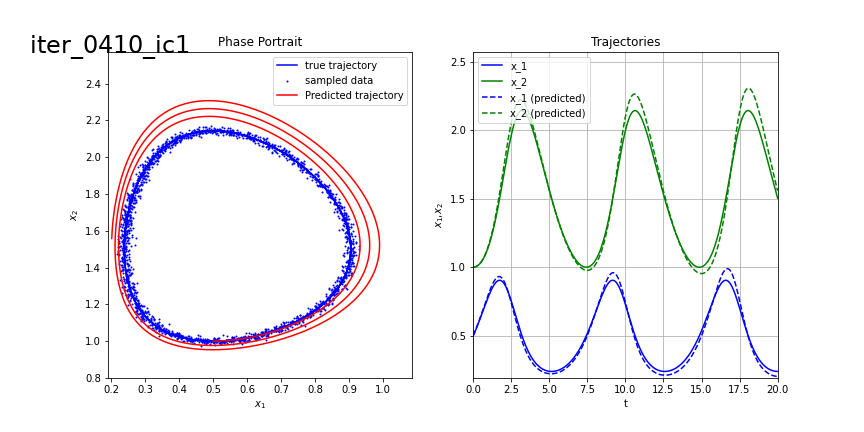 iter_0410_ic1
Phase Portrait
true trajectory
sampled data
Predicted trajectory
2.4
2.2
2.0
1.8
1.6
1.4
1.2
1.0
0.8
x_2
0.2 0.3 0.4 0.5 0.6 0.7 0.8 0.9 1.0
x_1
Trajectories
x_1
x_2
x_1 (predicted)
x_2 (predicted)
2.5
2.0
1.5
1.0
0.5
x_1,x_2
0.0 2.5 5.0 7.5 10.0 12.5 15.0 17.5 20.0
t